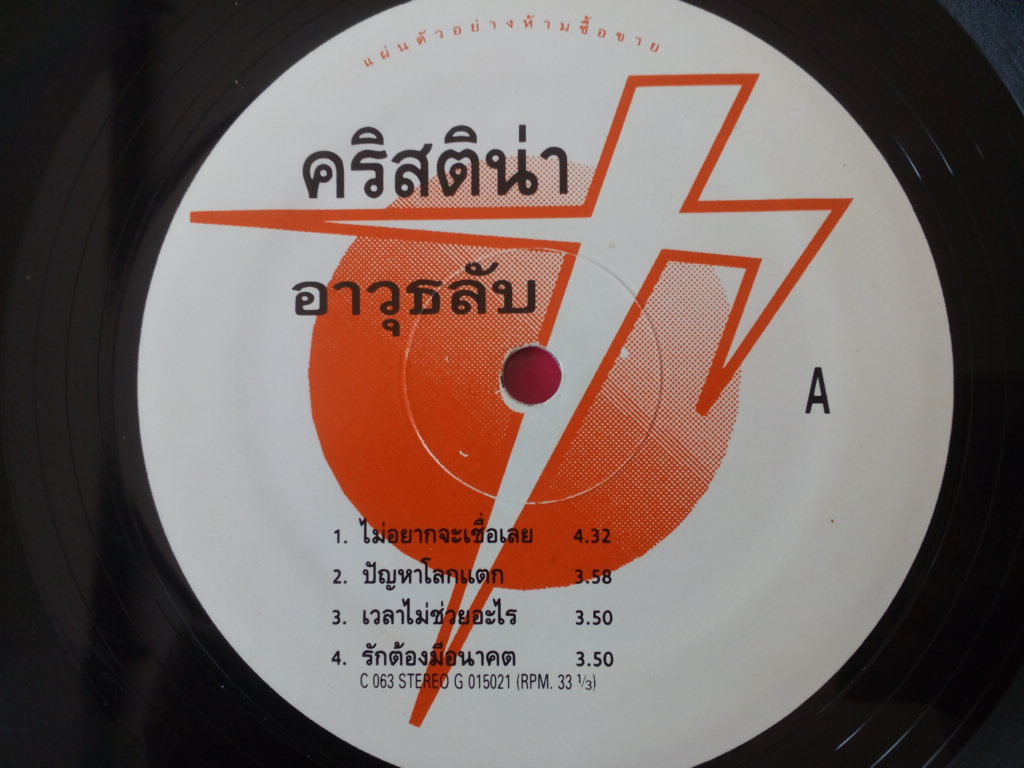 แผ่นตัวอย่างห้ามซื้อขาย
คริสติน่า
อาวุธลับ
A
1. ไม่อยากจะเชื่อเลย 4.32
2. ปัญหาโลกแตก 3.58
3. เวลาไม่ช่วยอะไร 3.50
4. รักต้องมีอนาคต 3.50
C 063 STEREO G 015021 (RPM. 33 1/3)